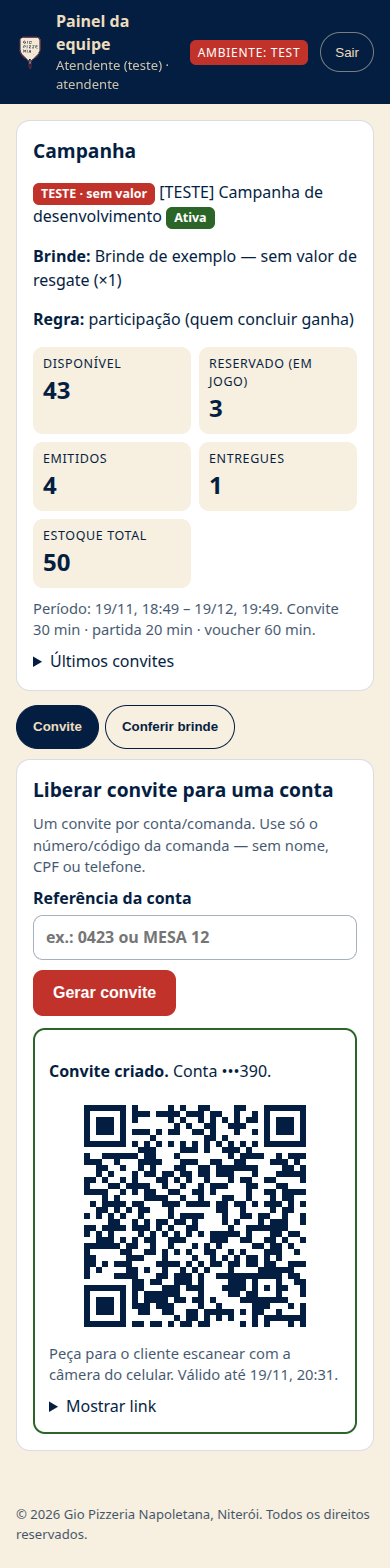 GIO
PIZZE
RIA
Painel da
equipe
Atendente (teste) ·
atendente
AMBIENTE: TEST
Sair
Campanha
TESTE · sem valor [TESTE] Campanha de
desenvolvimento Ativa
Brinde: Brinde de exemplo — sem valor de
resgate (×1)
Regra: participação (quem concluir ganha)
DISPONÍVEL
43
RESERVADO (EM
JOGO)
3
EMITIDOS
4
ENTREGUES
1
ESTOQUE TOTAL
50
Período: 19/11, 18:49 – 19/12, 19:49. Convite
30 min · partida 20 min · voucher 60 min.
Últimos convites
Convite
Conferir brinde
Liberar convite para uma conta
Um convite por conta/comanda. Use só o
número/código da comanda — sem nome,
CPF ou telefone.
Referência da conta
ex.: 0423 ou MESA 12
Gerar convite
Convite criado. Conta •••390.
Peça para o cliente escanear com a
câmera do celular. Válido até 19/11, 20:31.
Mostrar link
© 2026 Gio Pizzeria Napoletana, Niterói. Todos os direitos
reservados.